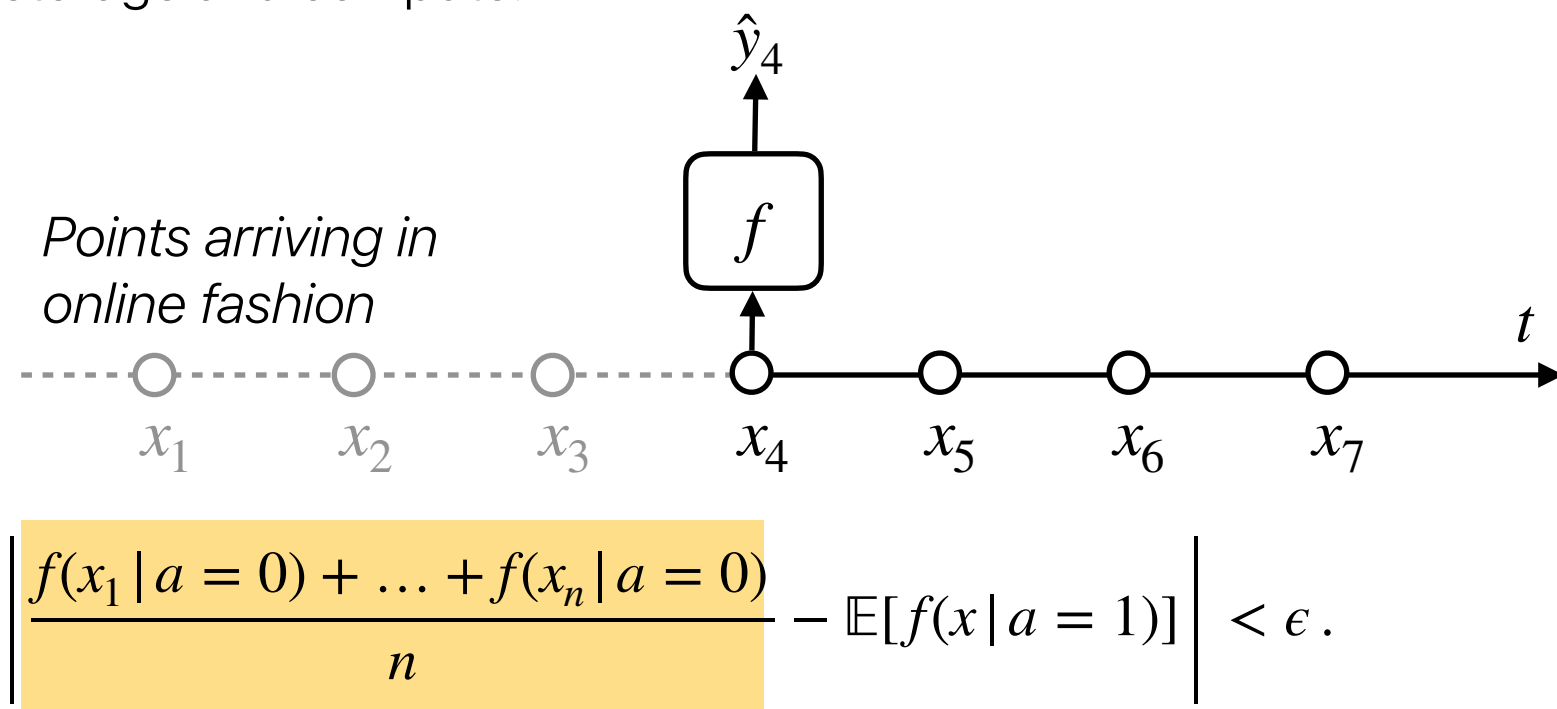 ŷ₄
f
Points arriving in
online fashion
t
x₁ x₂ x₃ x₄ x₅ x₆ x₇
| (f(x₁|a = 0) + … + f(xₙ|a = 0)) / n − 𝔼[f(x|a = 1)] | < ϵ.